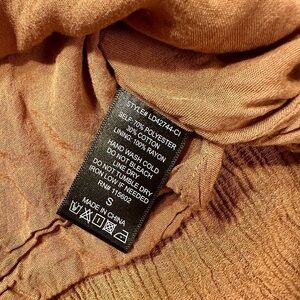 STYLE# LD42744-CI
SELF: 70% POLYESTER
30% COTTON
LINING: 100% RAYON
HAND WASH COLD
DO NOT BLEACH
LINE DRY
DO NOT TUMBLE DRY
IRON LOW IF NEEDED
RN# 115602
S
MADE IN CHINA